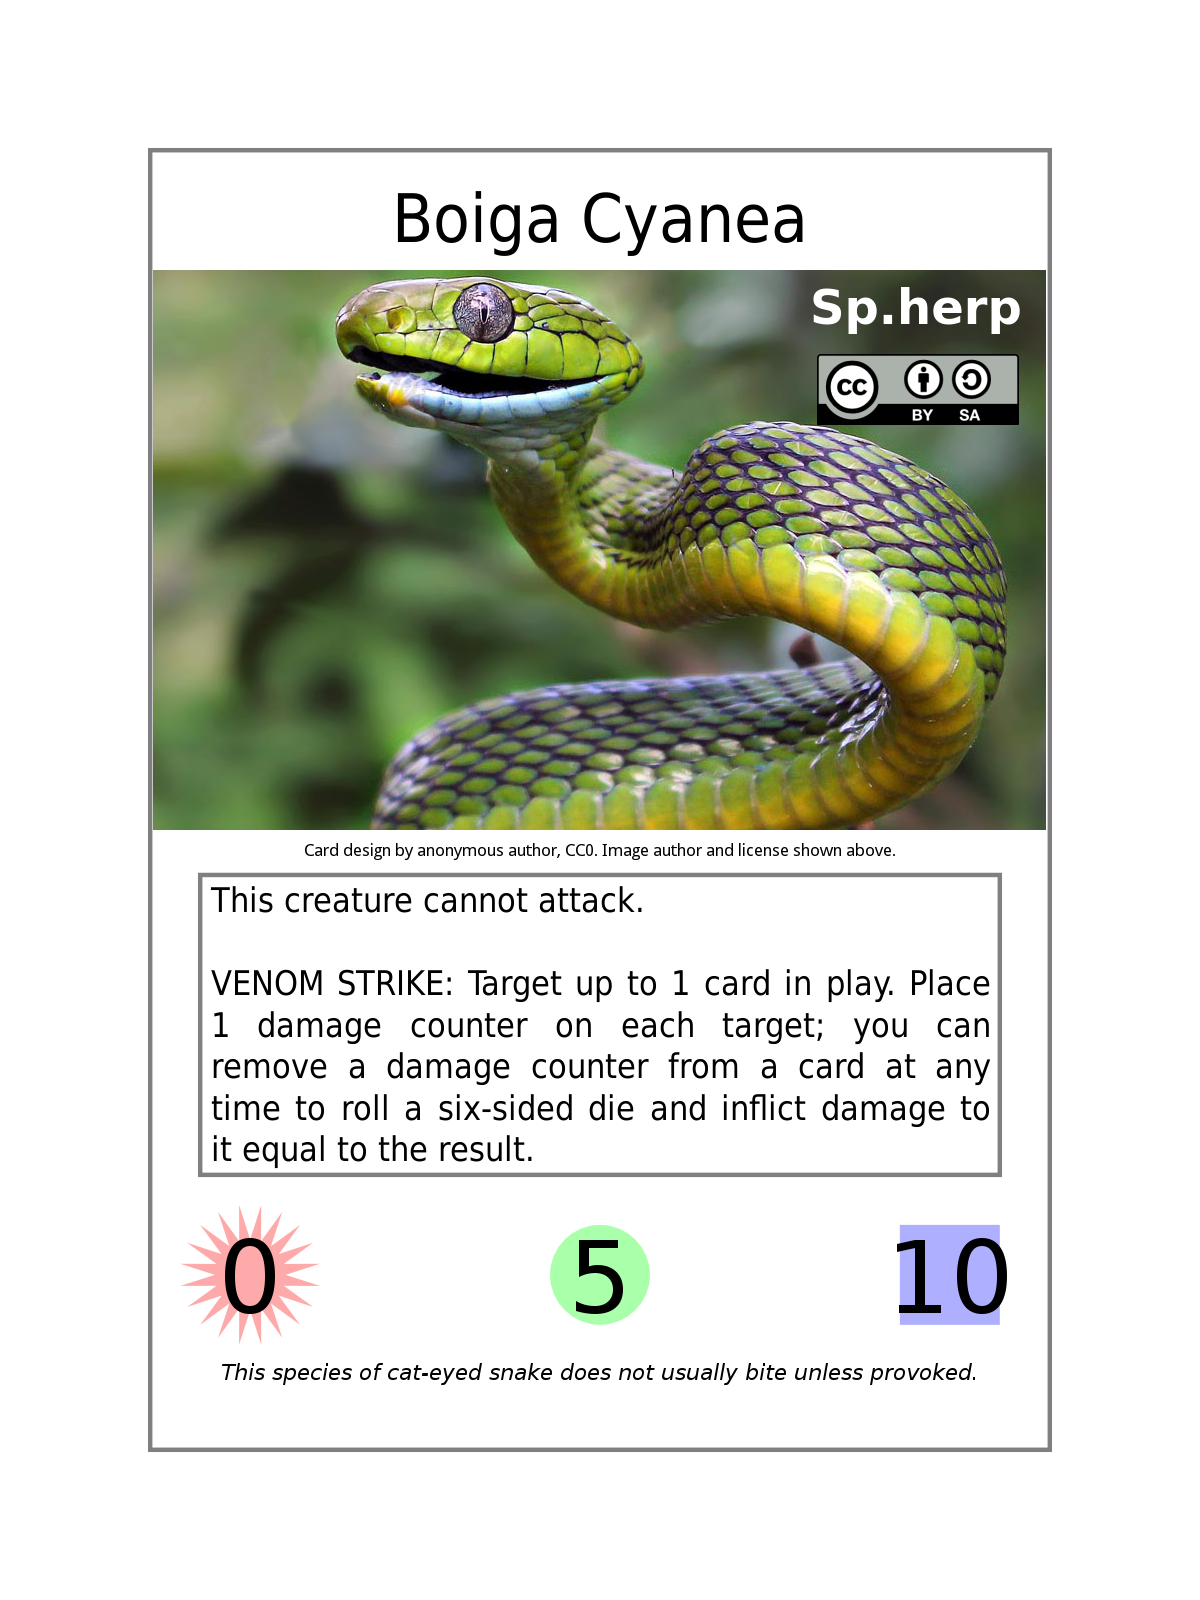 Boiga Cyanea
Sp.herp
cc
BY SA
Card design by anonymous author, CC0. Image author and license shown above.
This creature cannot attack.
VENOM STRIKE: Target up to 1 card in play. Place
1 damage counter on each target; you can
remove a damage counter from a card at any
time to roll a six-sided die and inflict damage to
it equal to the result.
0 5 10
This species of cat-eyed snake does not usually bite unless provoked.